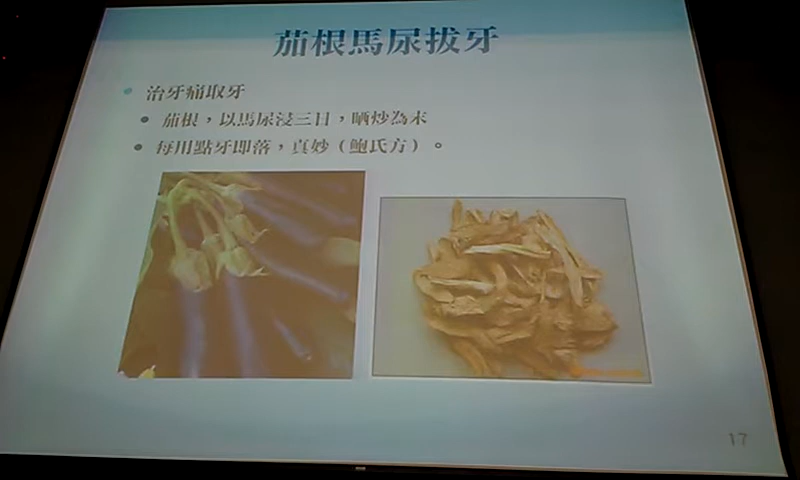 茄根馬尿拔牙
治牙痛取牙
茄根，以馬尿浸三日，晒炒為末
每用點牙即落，真妙（鮑氏方）。
17